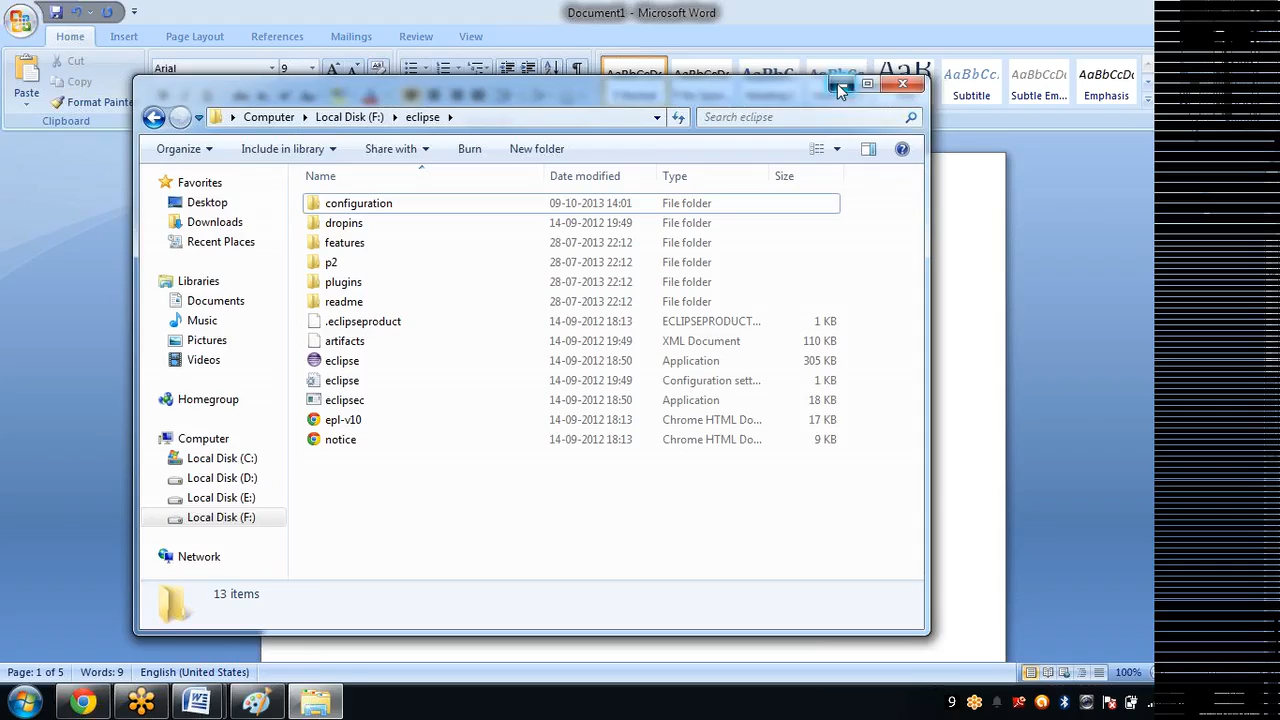 ment1 - Microsoft Word
Home Insert Page Layout References Mailings Review View
Cut
Copy
Format Painte
Paste
Clipboard
Arial 9
AaBbCc. AaBbCcDc AaBbCcDc
Subtitle Subtle Em... Emphasis
Computer Local Disk (F:) eclipse Search eclipse
Organize Include in library Share with Burn New folder
Name Date modified Type Size
Favorites
Desktop
Downloads
Recent Places
Libraries
Documents
Music
Pictures
Videos
Homegroup
Computer
Local Disk (C:)
Local Disk (D:)
Local Disk (E:)
Local Disk (F:)
Network
configuration 09-10-2013 14:01 File folder
dropins 14-09-2012 19:49 File folder
features 28-07-2013 22:12 File folder
p2 28-07-2013 22:12 File folder
plugins 28-07-2013 22:12 File folder
readme 28-07-2013 22:12 File folder
.eclipseproduct 14-09-2012 18:13 ECLIPSEPRODUCT... 1 KB
artifacts 14-09-2012 19:49 XML Document 110 KB
eclipse 14-09-2012 18:50 Application 305 KB
eclipse 14-09-2012 19:49 Configuration sett... 1 KB
eclipsec 14-09-2012 18:50 Application 18 KB
epl-v10 14-09-2012 18:13 Chrome HTML Do... 17 KB
notice 14-09-2012 18:13 Chrome HTML Do... 9 KB
13 items
Page: 1 of 5 Words: 9 English (United States) 100%